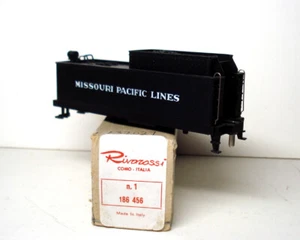 MISSOURI PACIFIC LINES
Rivarossi
COMO - ITALIA
n. 1
186 456
Made in Italy